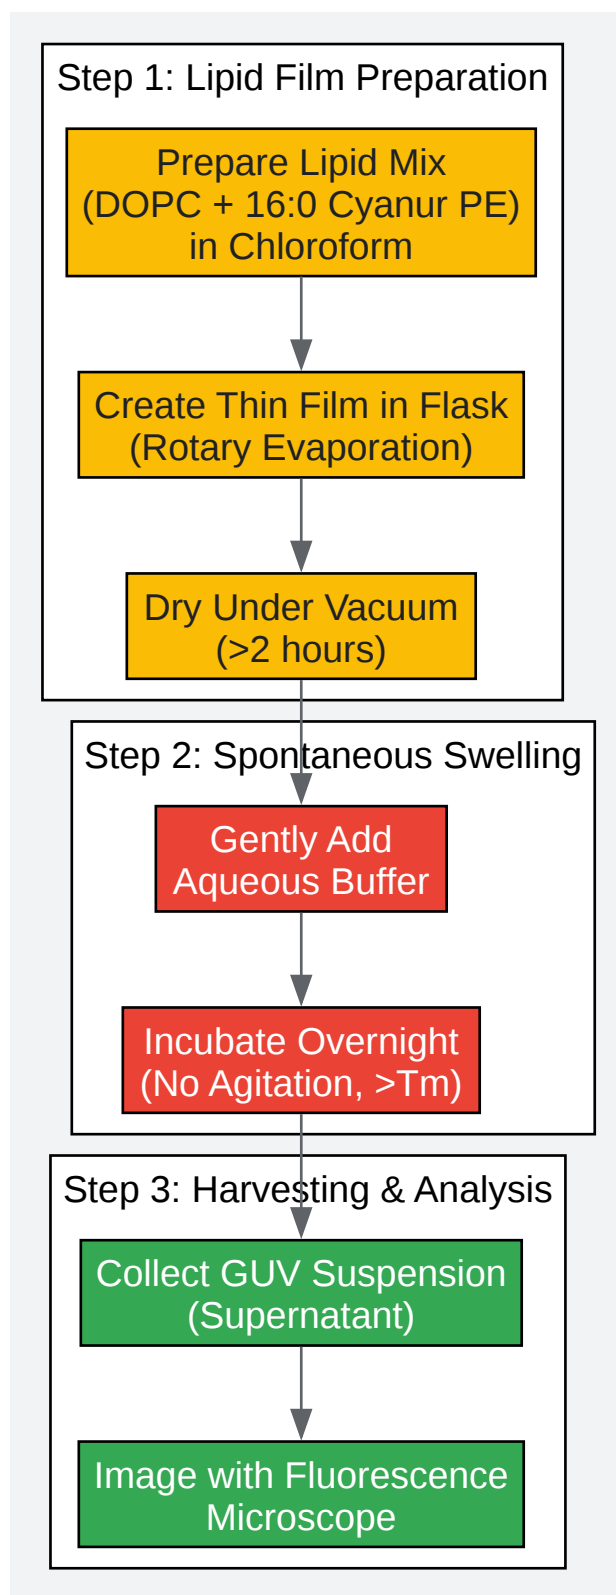 Step 1: Lipid Film Preparation
Prepare Lipid Mix
(DOPC + 16:0 Cyanur PE)
in Chloroform
Create Thin Film in Flask
(Rotary Evaporation)
Dry Under Vacuum
(>2 hours)
Step 2: Spontaneous Swelling
Gently Add
Aqueous Buffer
Incubate Overnight
(No Agitation, >Tm)
Step 3: Harvesting & Analysis
Collect GUV Suspension
(Supernatant)
Image with Fluorescence
Microscope